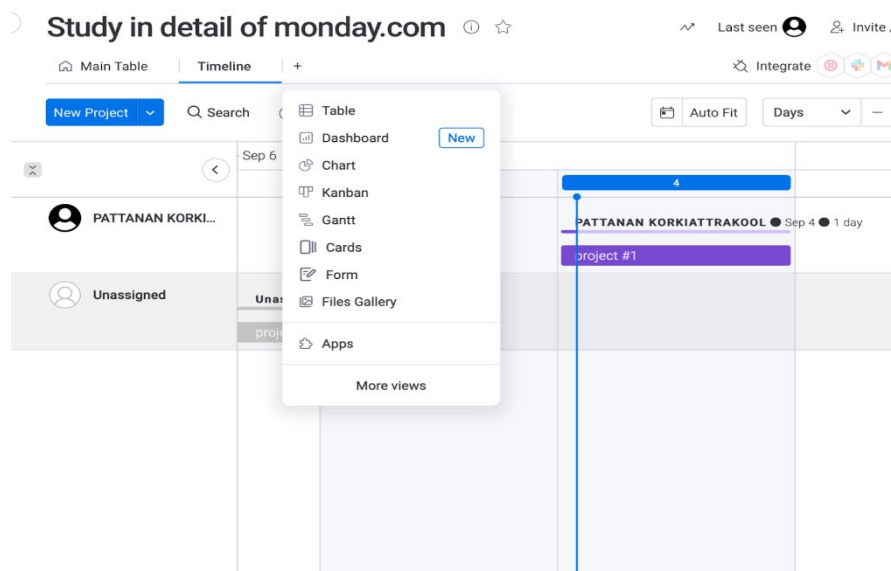 Study in detail of monday.com
Last seen
Invite
Main Table
Timeline
+
Integrate
New Project
Search
Auto Fit
Days
Table
Dashboard New
Chart
Kanban
Gantt
Cards
Form
Files Gallery
Apps
More views
Sep 6
4
PATTANAN KORKI...
PATTANAN KORKIATTRAKOOL ● Sep 4 ● 1 day
project #1
Unassigned